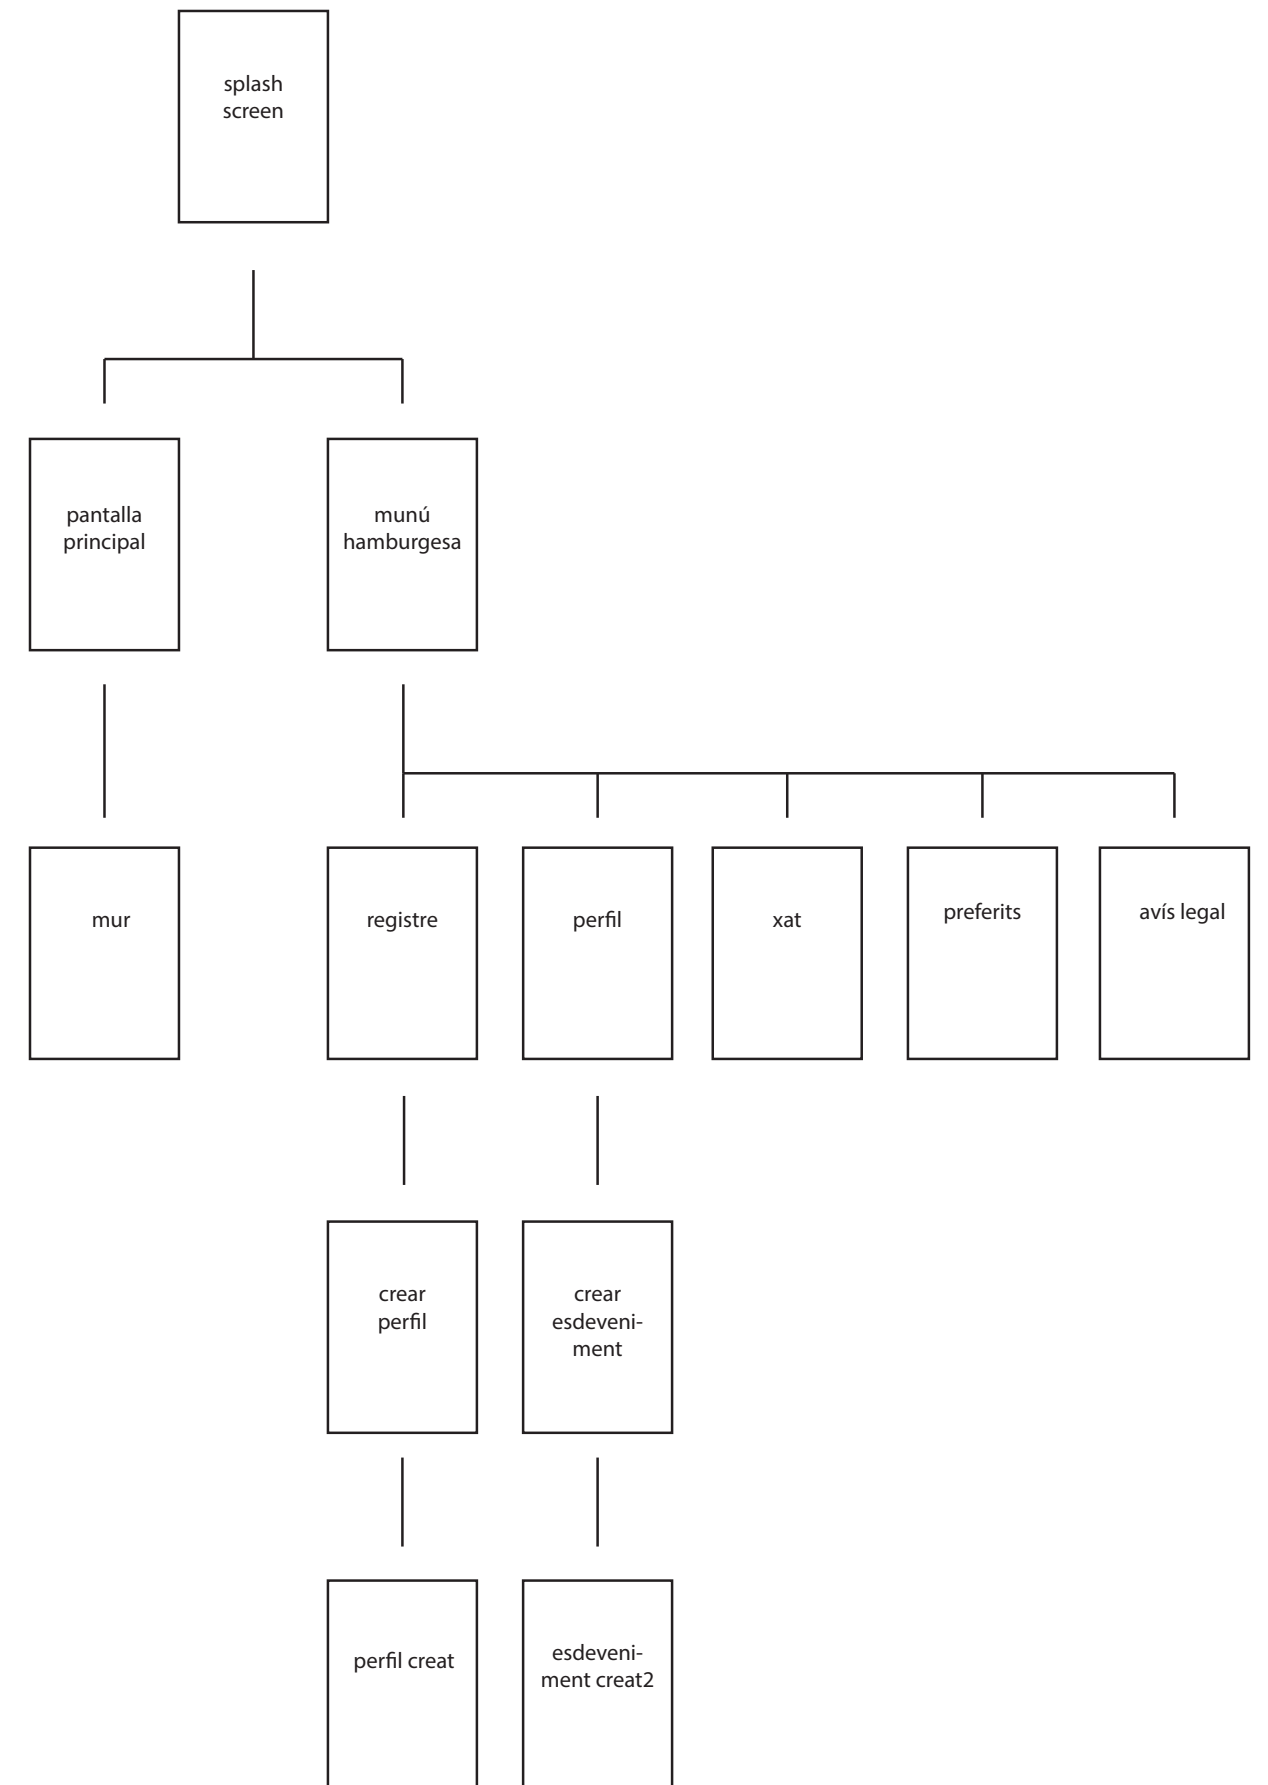 splash
screen
pantalla
principal
munú
hamburgesa
mur
registre
perfil
xat
preferits
avís legal
crear
perfil
crear
esdeveni-
ment
perfil creat
esdeveni-
ment creat2